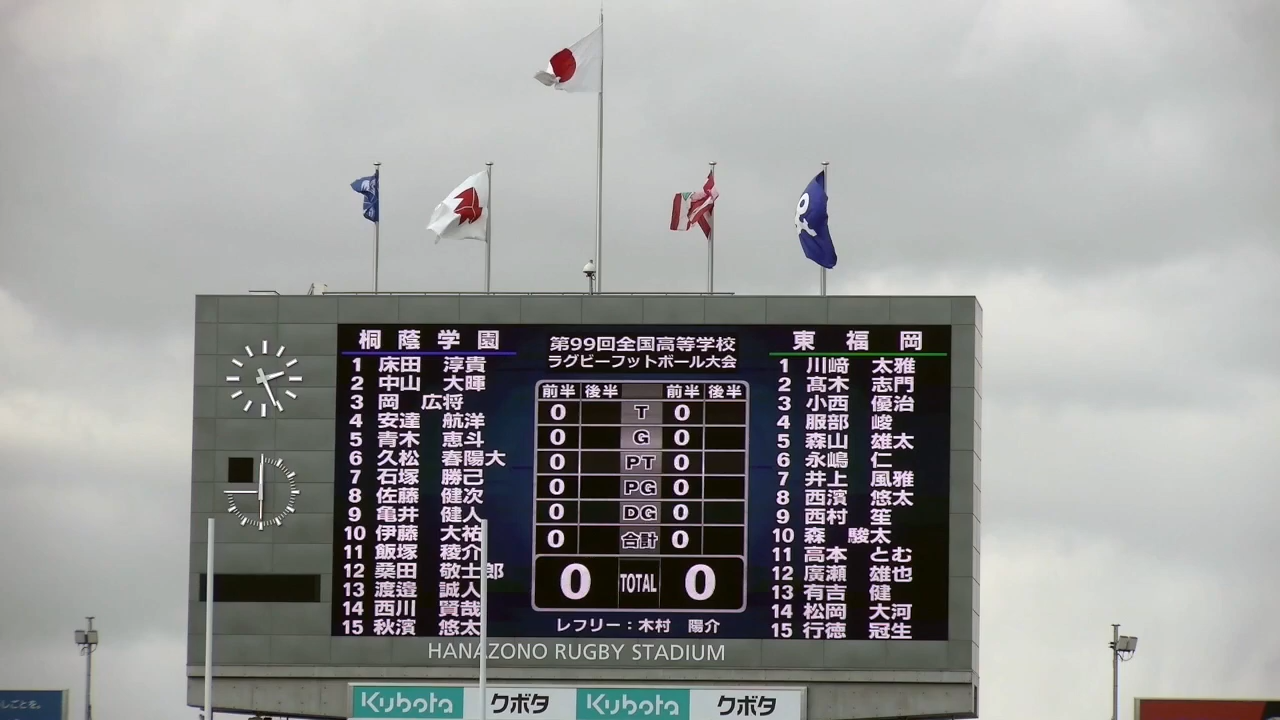 桐蔭学園
1 床田 淳貴
2 中山 大暉
3 岡 広将
4 安達 航洋
5 青木 恵斗
6 久松 春陽大
7 石塚 勝己
8 佐藤 健次
9 亀井 健人
10 伊藤 大祐
11 飯塚 稜介
12 桑田 敬士郎
13 渡邉 誠人
14 西川 賢哉
15 秋濱 悠太
第99回全国高等学校
ラグビーフットボール大会
前半 後半 前半 後半
0 T 0
0 G 0
0 PT 0
0 PG 0
0 DG 0
0 合計 0
0 TOTAL 0
レフリー：木村 陽介
東福岡
1 川﨑 太雅
2 髙木 志門
3 小西 優治
4 服部 峻
5 森山 雄太
6 永嶋 仁
7 井上 風雅
8 西濱 悠太
9 西村 笙
10 森 駿太
11 高本 とむ
12 廣瀬 雄也
13 有吉 健
14 松岡 大河
15 行徳 冠生
HANAZONO RUGBY STADIUM
Kubota クボタ Kubota クボタ
しごとを。